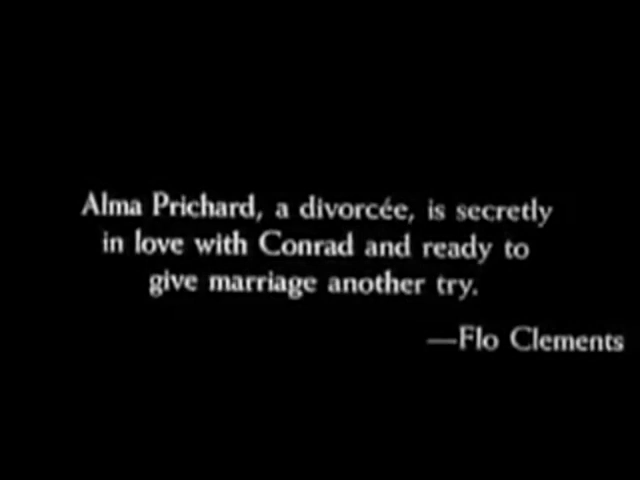 Alma Prichard, a divorcée, is secretly
in love with Conrad and ready to
give marriage another try.
—Flo Clements